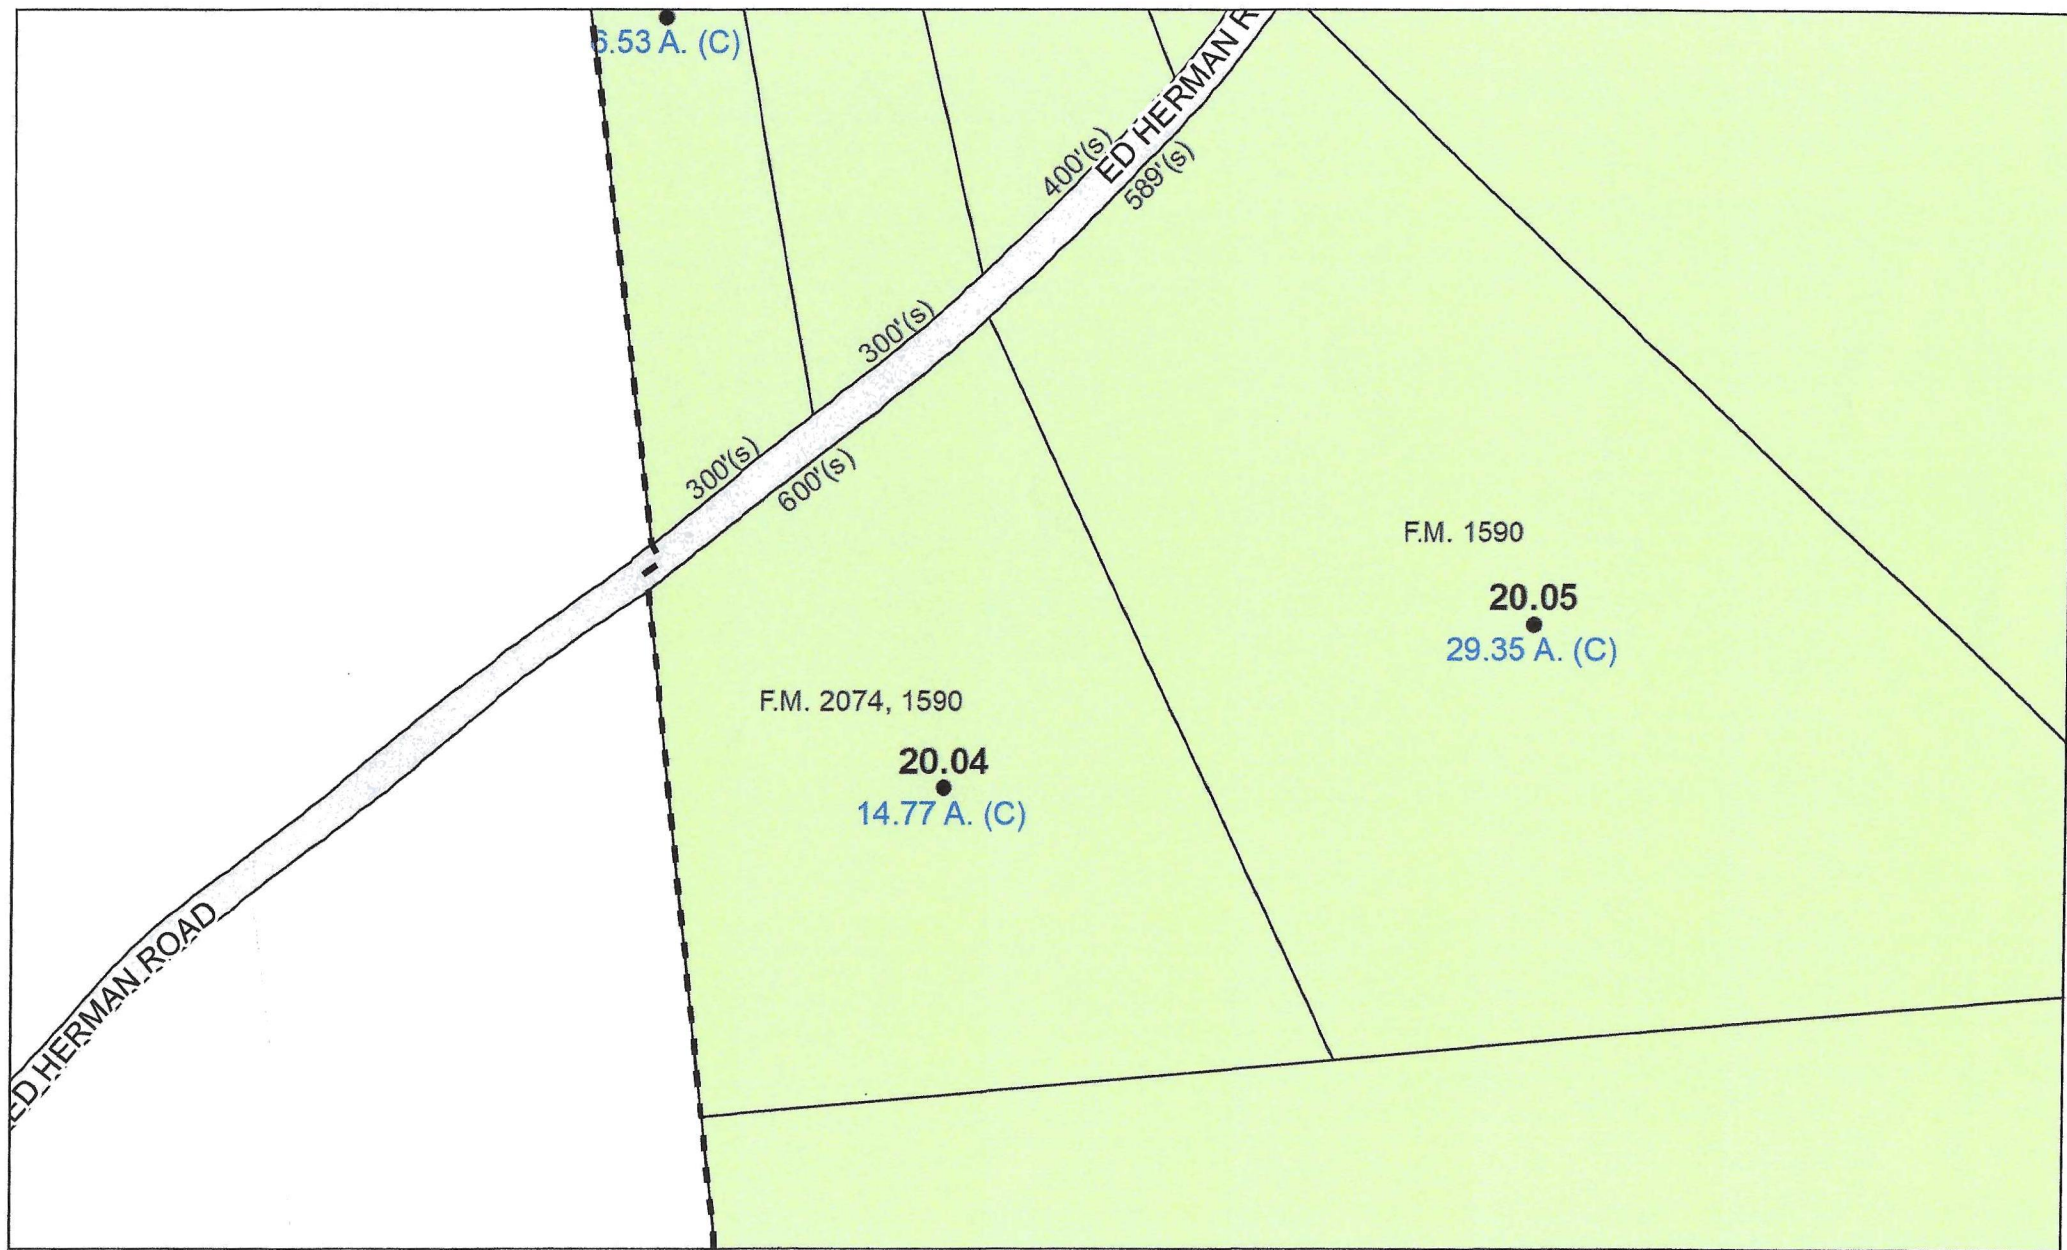 6.53 A. (C)
ED HERMAN R
400'(s)
589'(s)
300'(s)
300'(s)
600'(s)
F.M. 1590
20.05
29.35 A. (C)
F.M. 2074, 1590
20.04
14.77 A. (C)
ED HERMAN ROAD